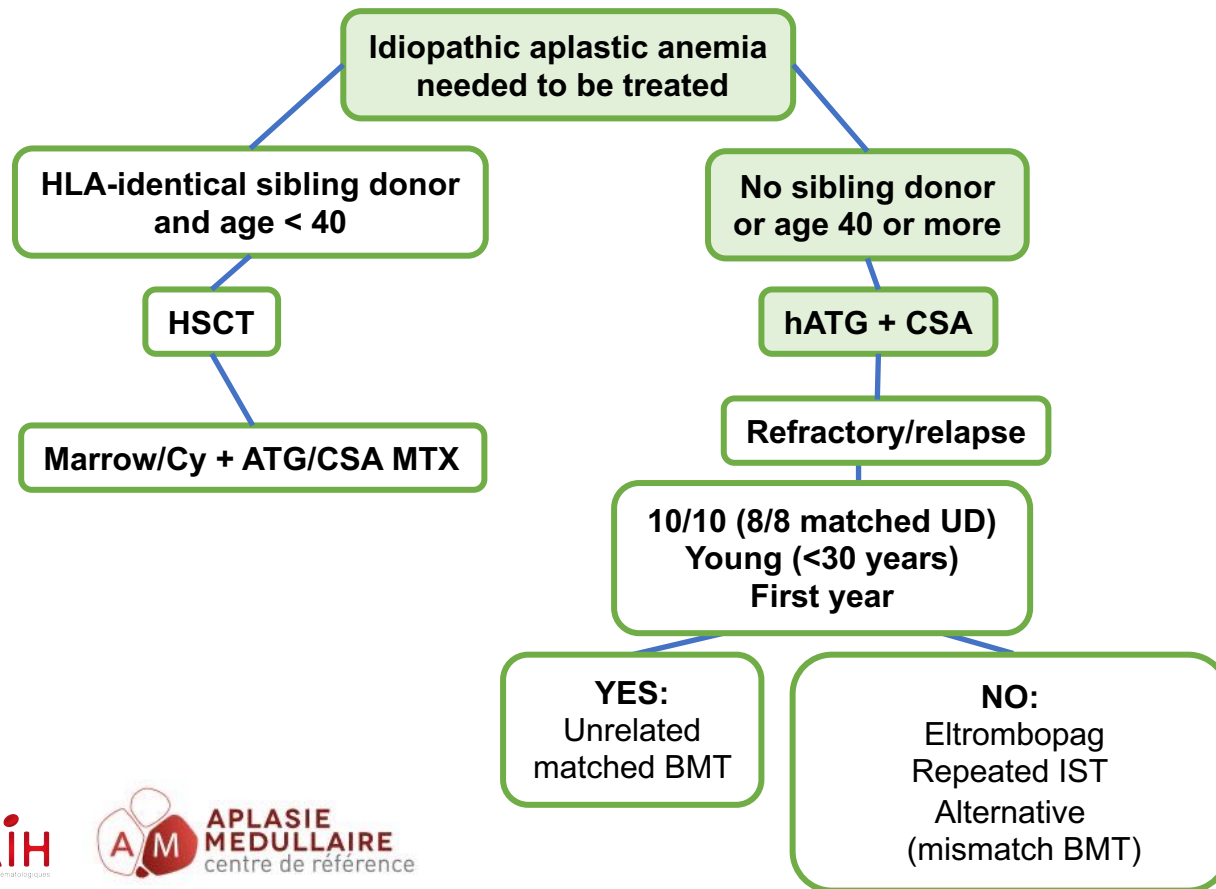 Idiopathic aplastic anemia
needed to be treated
HLA-identical sibling donor
and age < 40
No sibling donor
or age 40 or more
HSCT
hATG + CSA
Marrow/Cy + ATG/CSA MTX
Refractory/relapse
10/10 (8/8 matched UD)
Young (<30 years)
First year
YES:
Unrelated
matched BMT
NO:
Eltrombopag
Repeated IST
Alternative
(mismatch BMT)
iH
AM
APLASIE
MEDULLAIRE
centre de référence